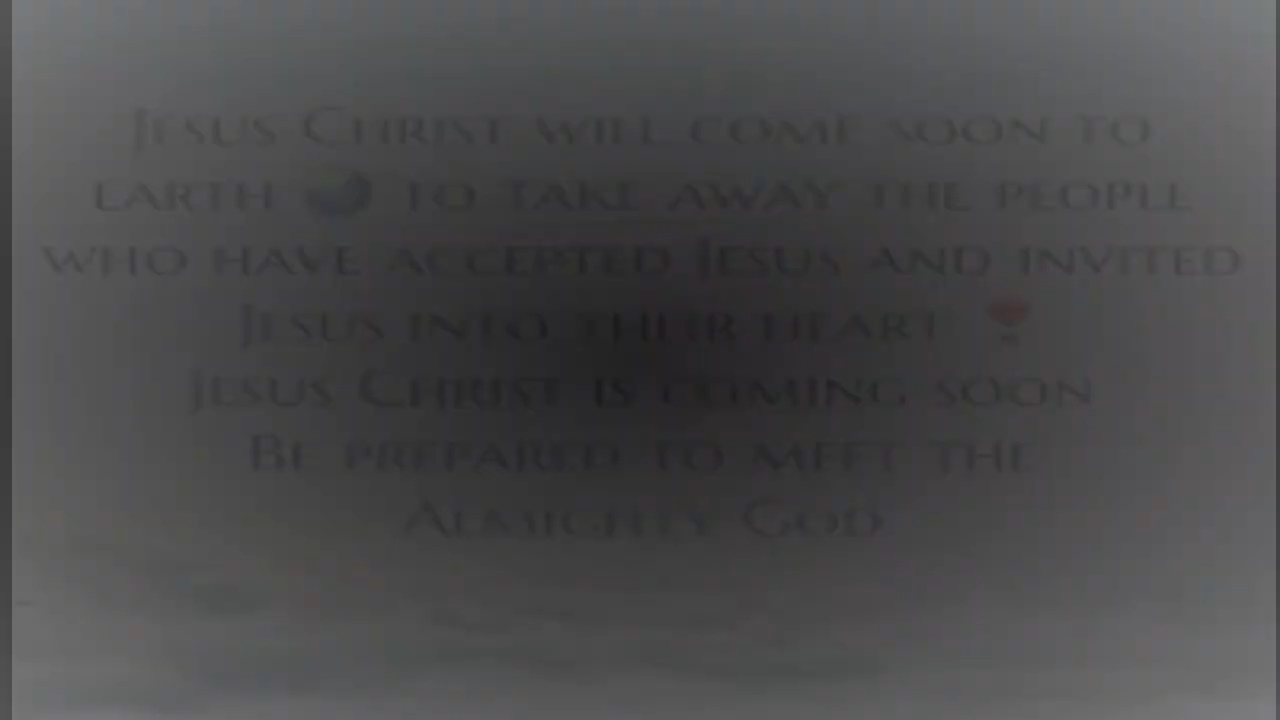 Jesus Christ will come soon to
earth 🌍 to take away the people
who have accepted Jesus and invited
Jesus into their heart ❣
Jesus Christ is coming soon
Be prepared to meet the
Almighty God